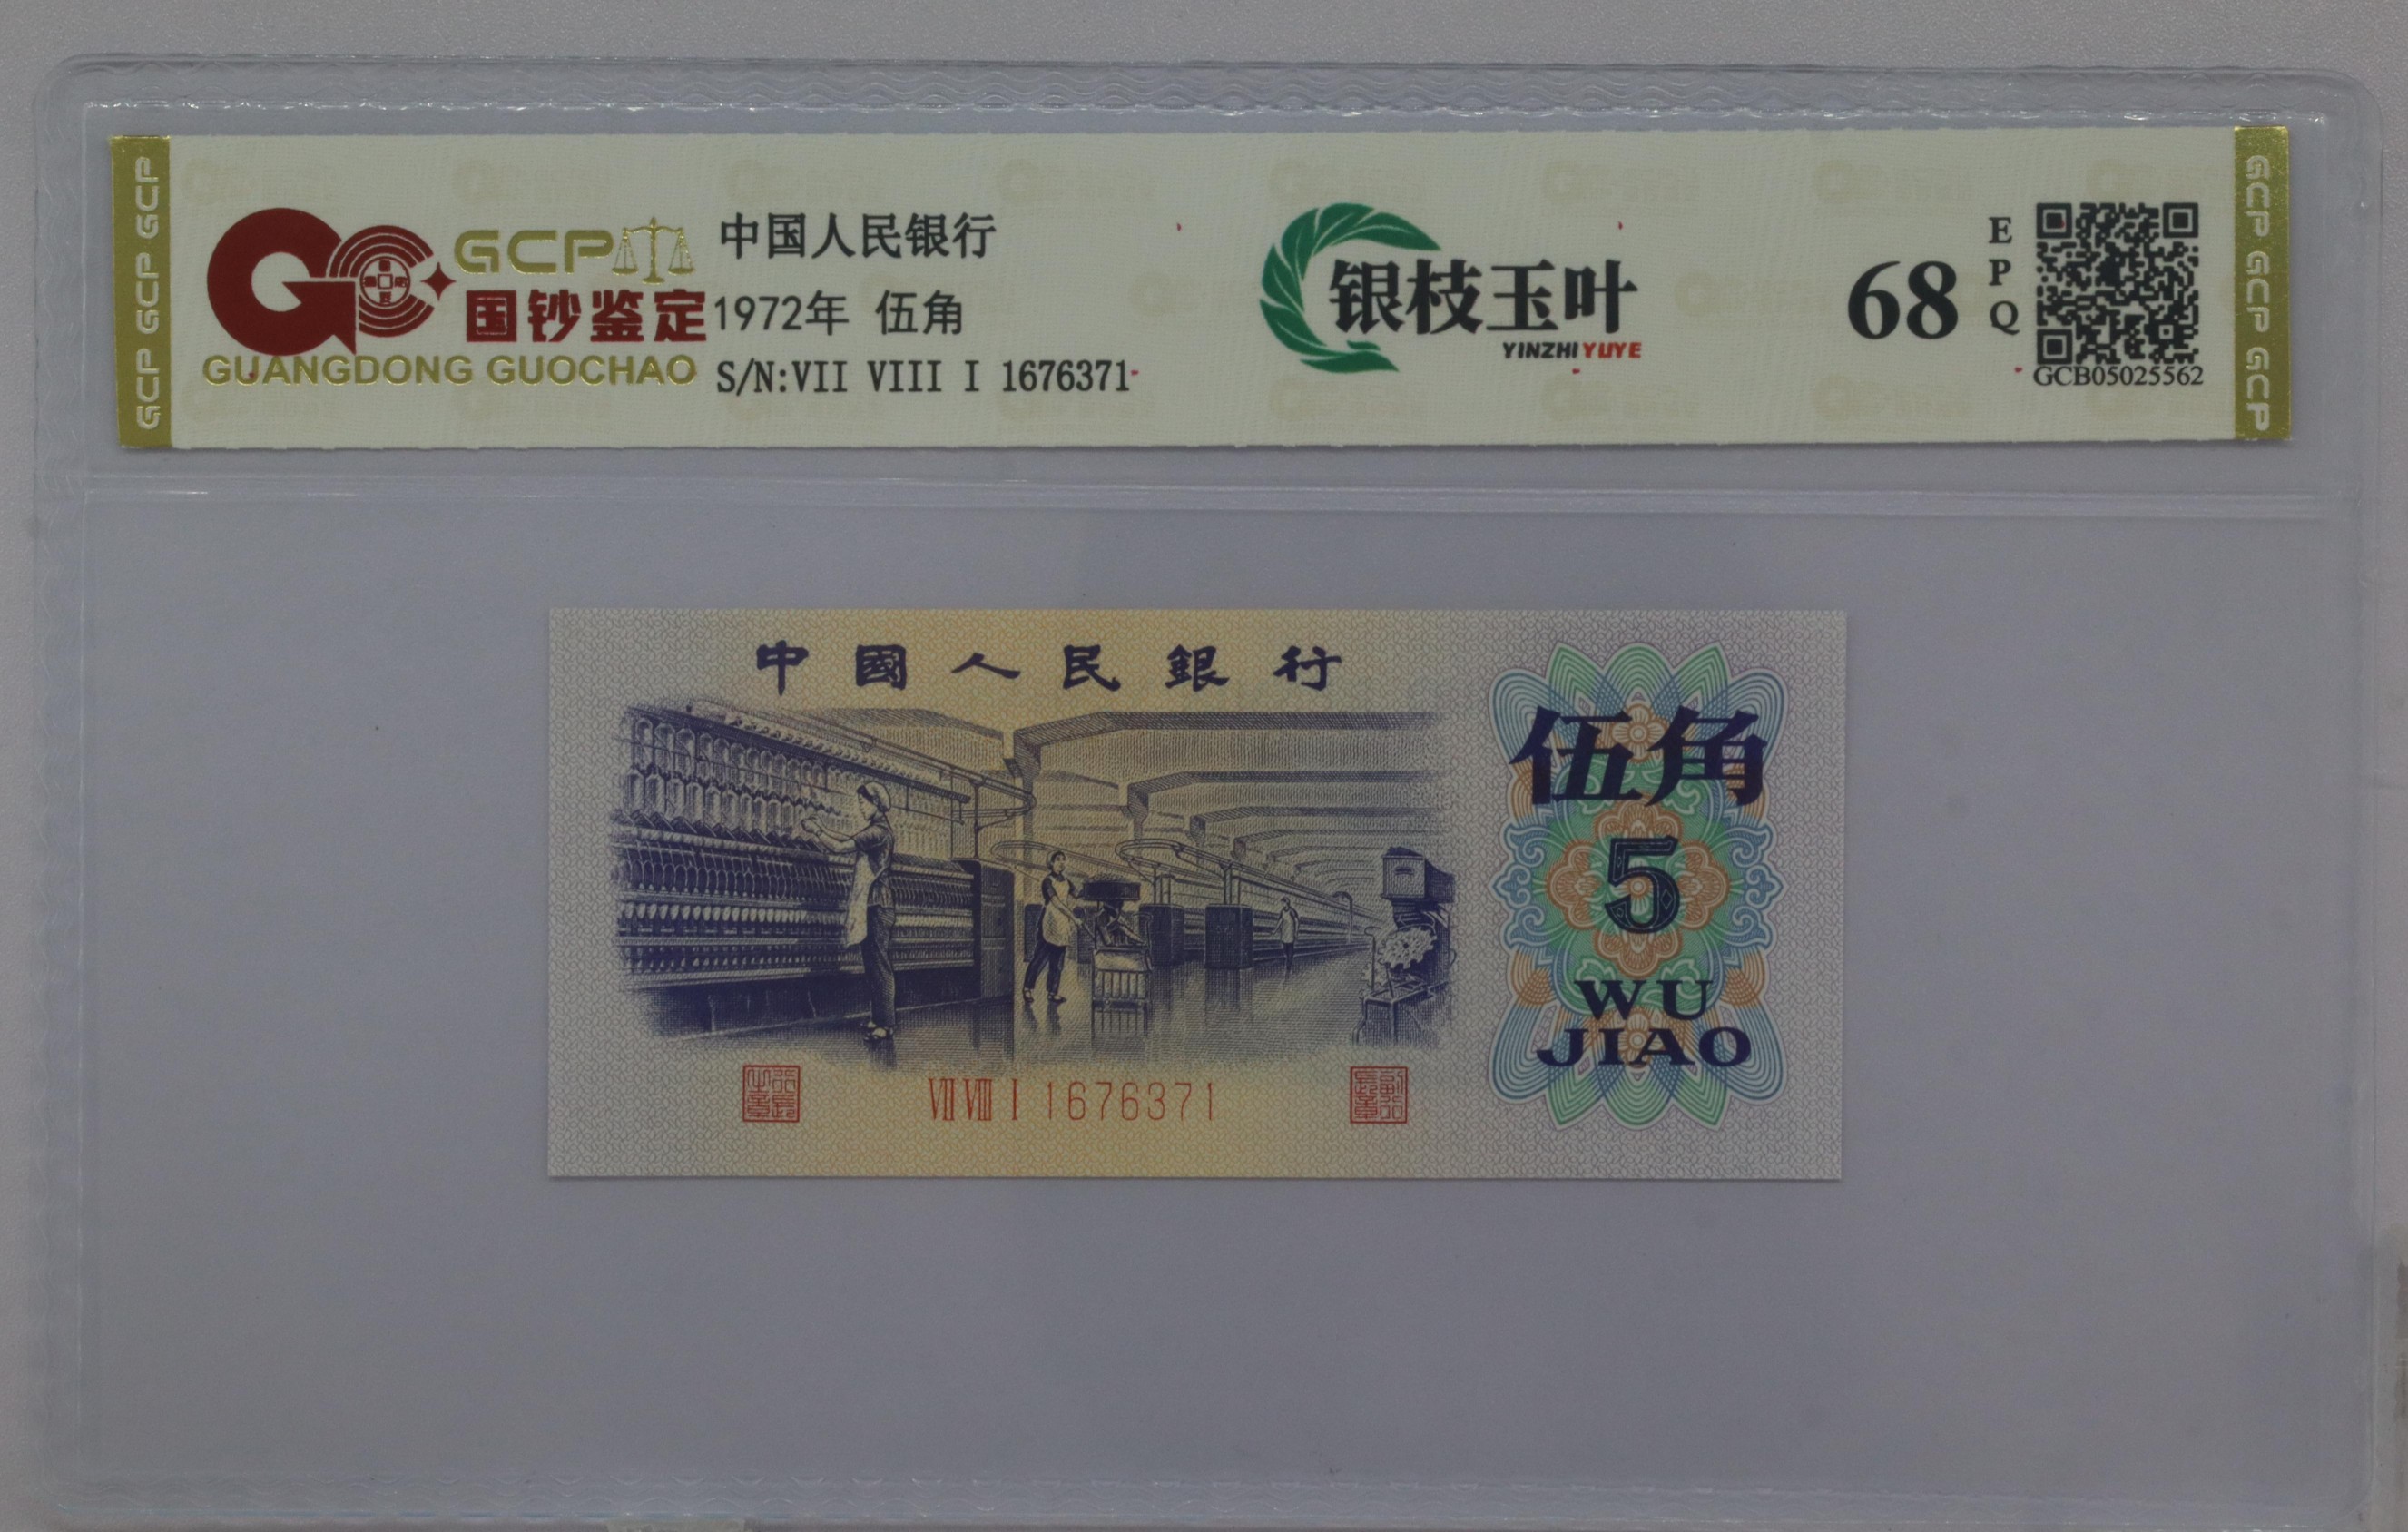 GCP GCP GCP
GCP
国钞鉴定
GUANGDONG GUOCHAO
中国人民银行
1972年 伍角
S/N:VII VIII I 1676371
银枝玉叶
YINZHIYUYE
68
EPQ
GCB05025562
GCP GCP GCP
中國人民銀行
伍角
5
WU
JIAO
VII VIII I 1676371